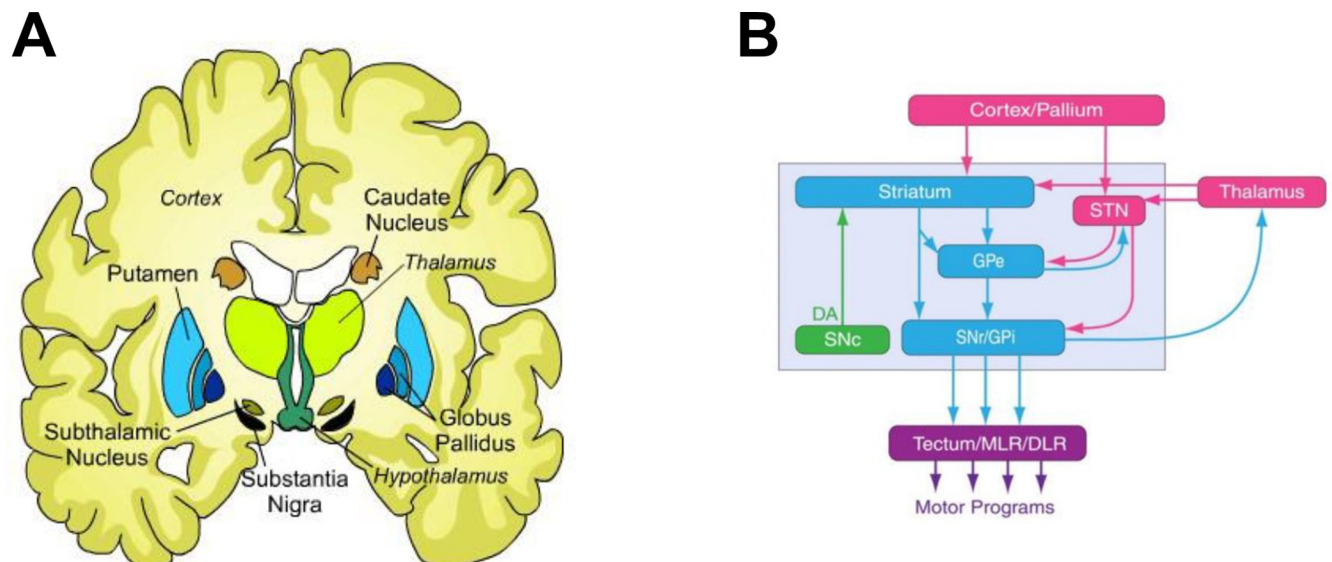 A
Cortex
Caudate
Nucleus
Putamen
Thalamus
Subthalamic
Nucleus
Globus
Pallidus
Substantia
Nigra
Hypothalamus
B
Cortex/Pallium
Striatum
Thalamus
STN
GPe
DA
SNc
SNr/GPi
Tectum/MLR/DLR
Motor Programs